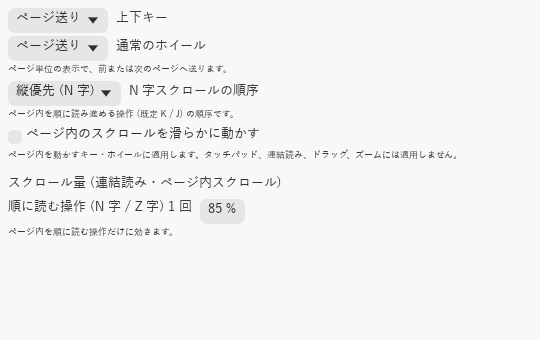 ページ送り ▼ 上下キー
ページ送り ▼ 通常のホイール
ページ単位の表示で、前または次のページへ送ります。
縦優先 (N 字) ▼ N 字スクロールの順序
ページ内を順に読み進める操作 (既定 K / J) の順序です。
ページ内のスクロールを滑らかに動かす
ページ内を動かすキー・ホイールに適用します。タッチパッド、連結読み、ドラッグ、ズームには適用しません。
スクロール量 (連結読み・ページ内スクロール)
順に読む操作 (N 字 / Z 字) 1 回 85 %
ページ内を順に読む操作だけに効きます。